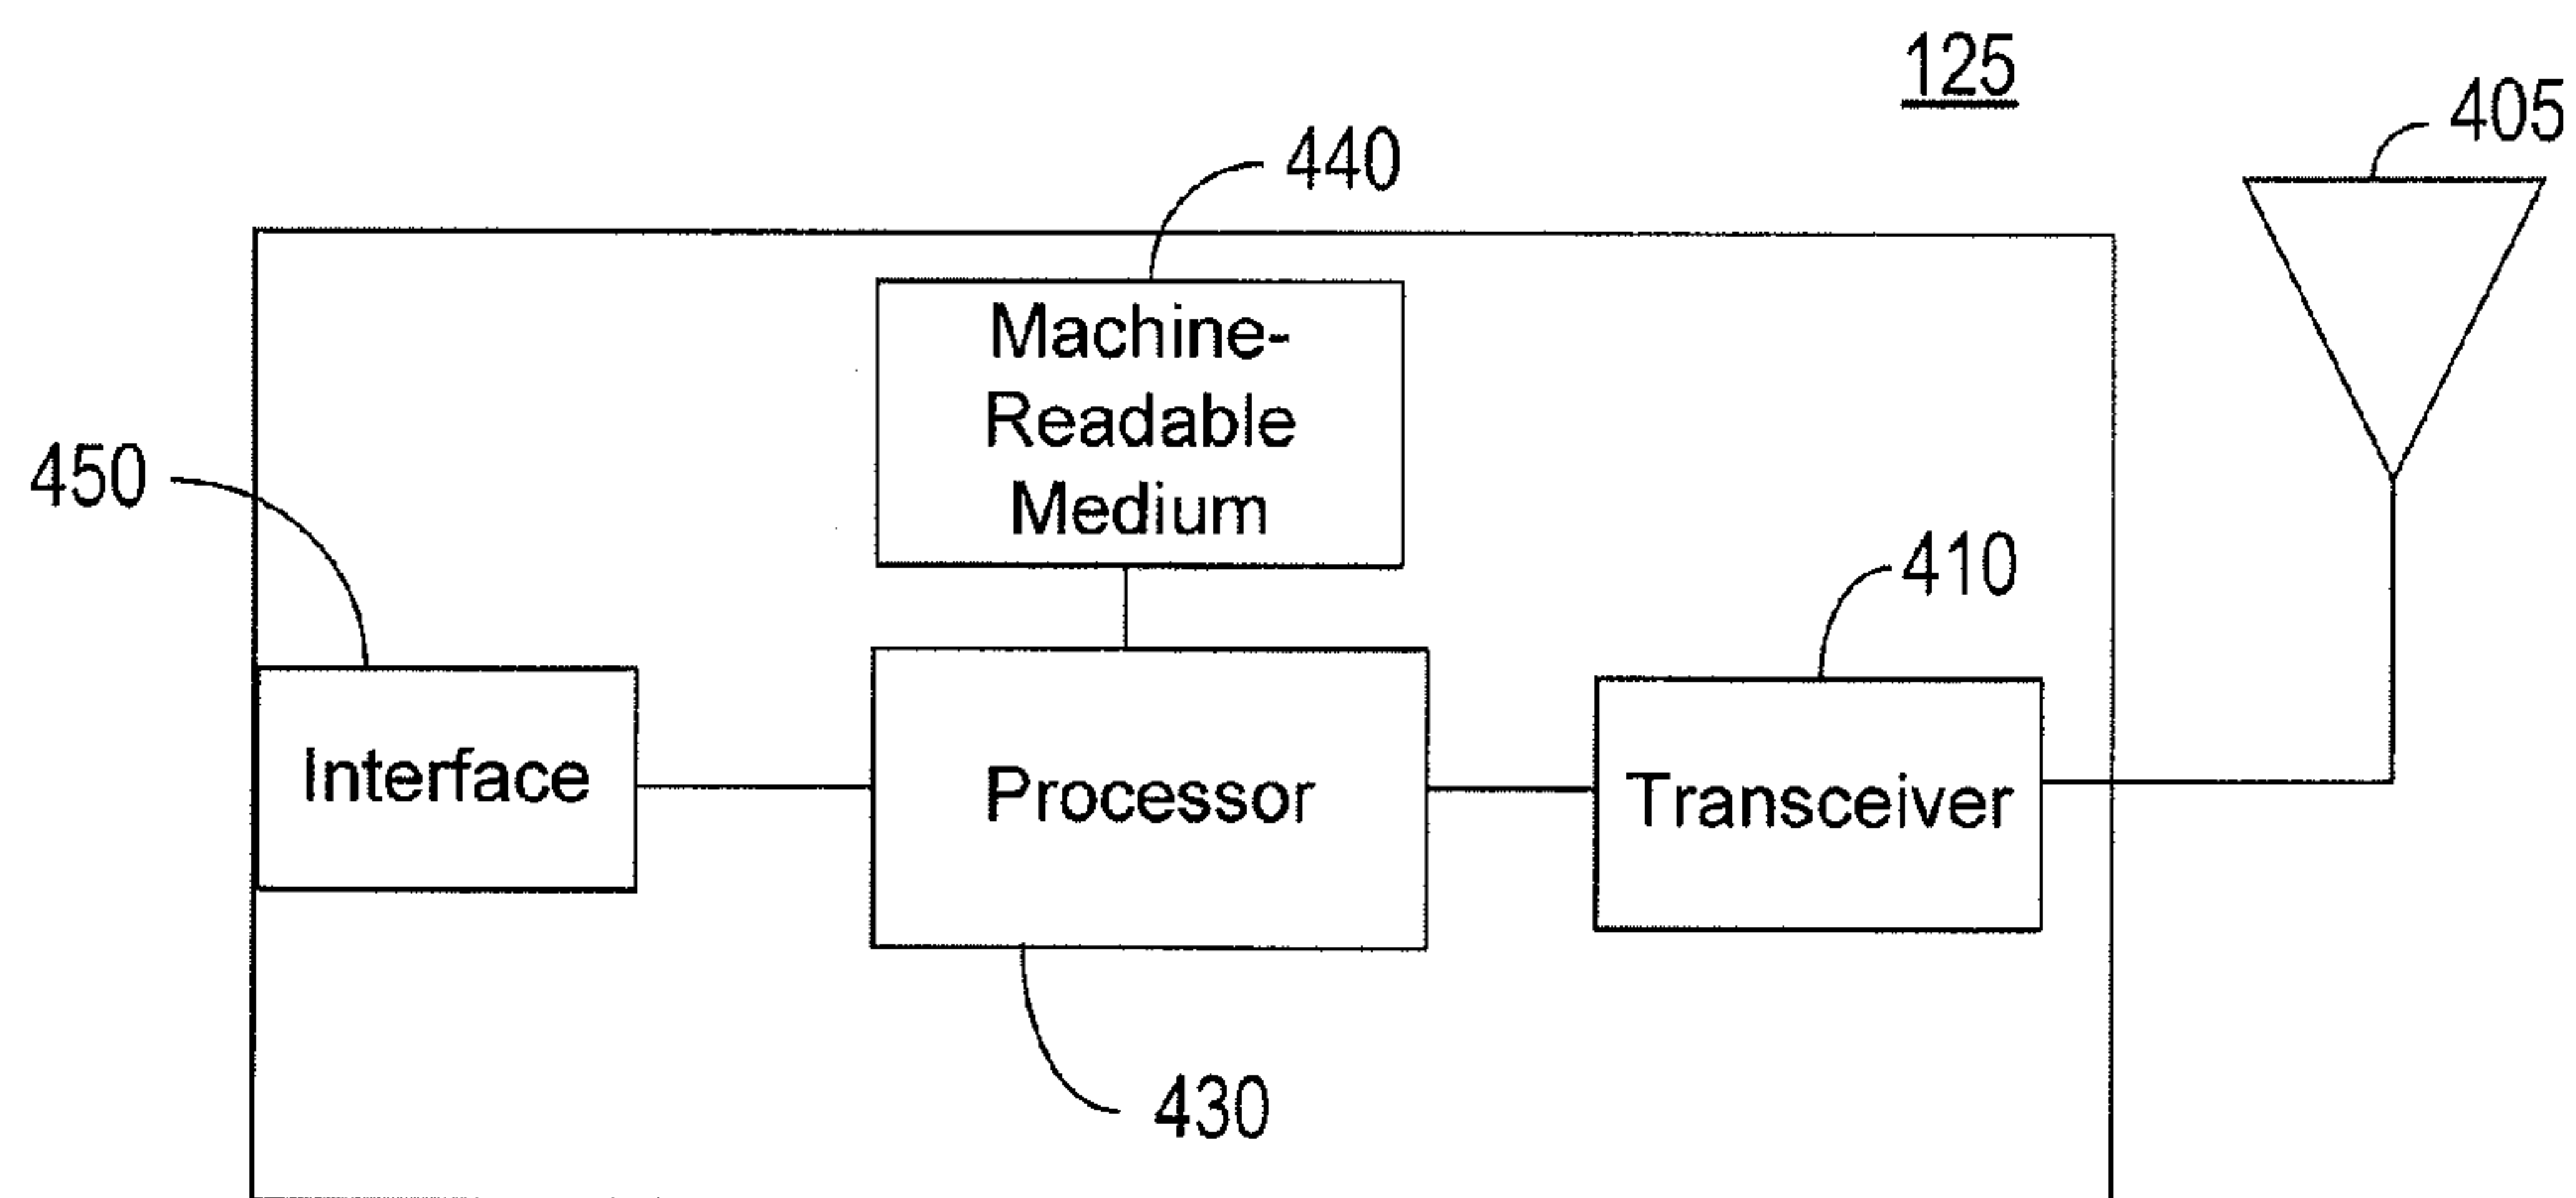 125
405
440
Machine-
Readable
Medium
450
410
Interface
Processor
Transceiver
430